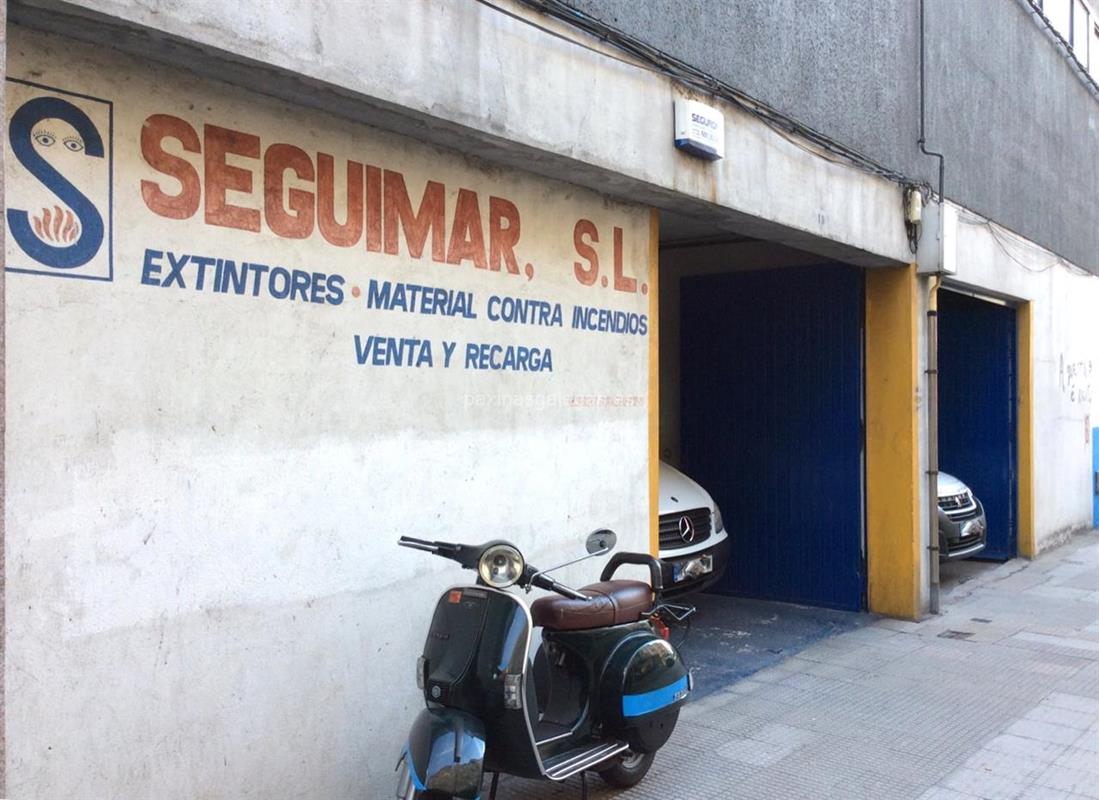 S SEGUIMAR, S.L.
EXTINTORES • MATERIAL CONTRA INCENDIOS
VENTA Y RECARGA